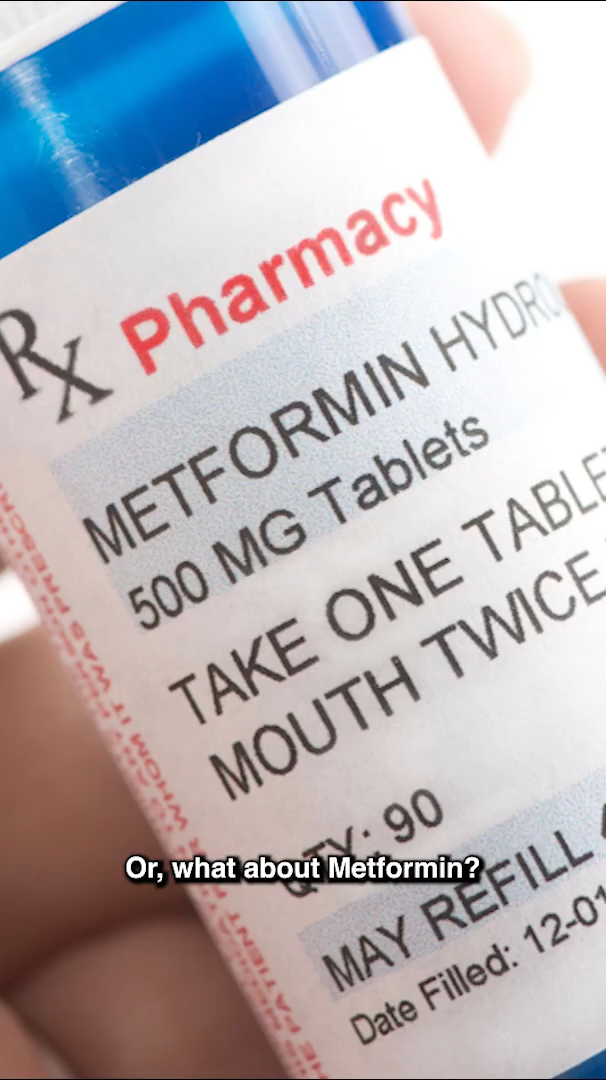 Rx Pharmacy
METFORMIN HYDRO
500 MG Tablets
TAKE ONE TABLE
MOUTH TWICE
QTY: 90
Or, what about Metformin?
MAY REFILL
Date Filled: 12-01